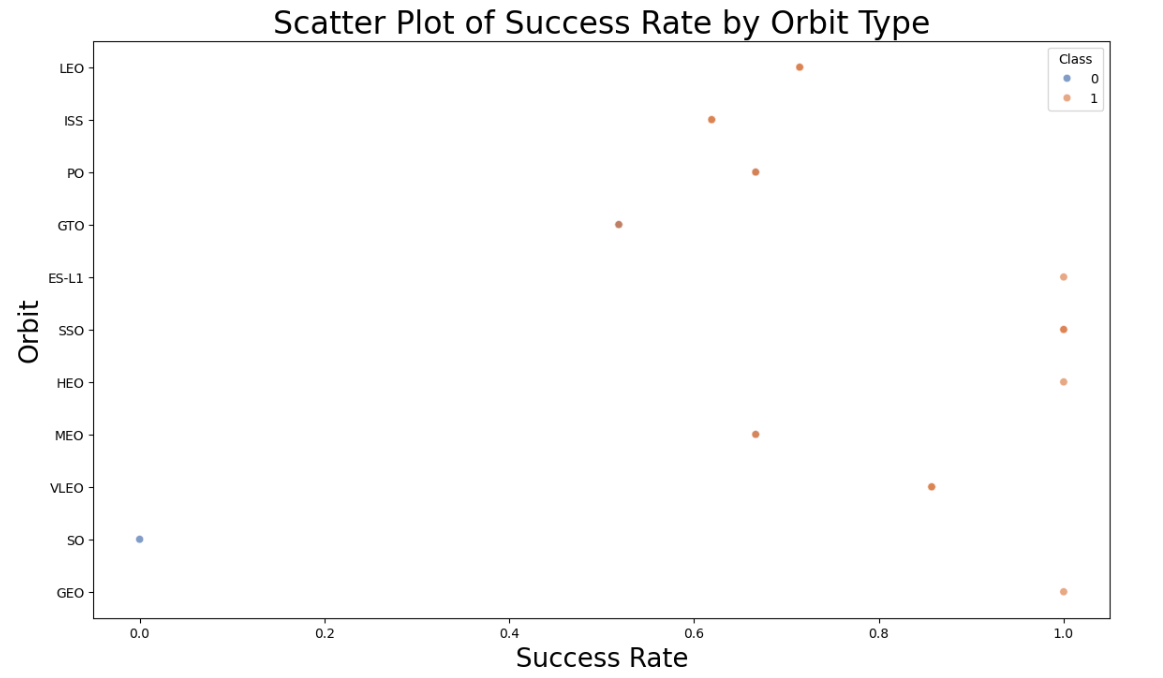 Scatter Plot of Success Rate by Orbit Type
Class
0
1
Orbit
LEO
ISS
PO
GTO
ES-L1
SSO
HEO
MEO
VLEO
SO
GEO
0.0 0.2 0.4 0.6 0.8 1.0
Success Rate